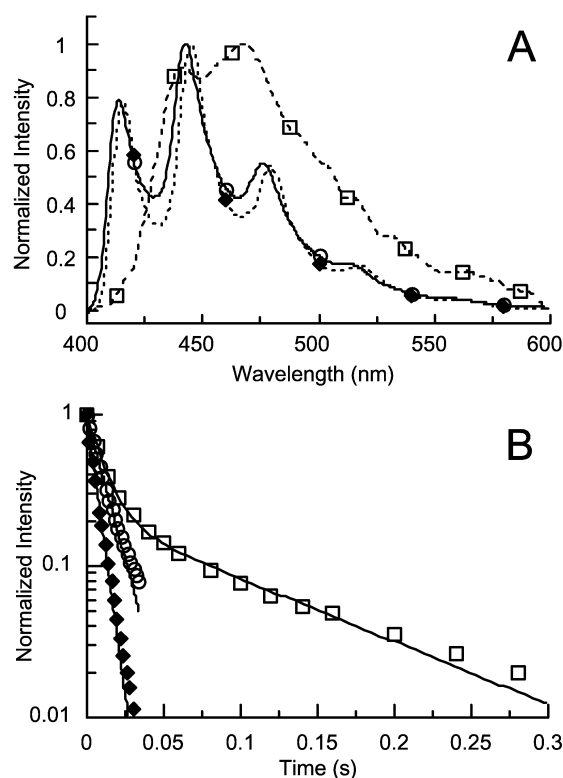 A
1
0.8
0.6
0.4
0.2
0
Normalized Intensity
400 450 500 550 600
Wavelength (nm)
B
1
0.1
0.01
Normalized Intensity
0 0.05 0.1 0.15 0.2 0.25 0.3
Time (s)